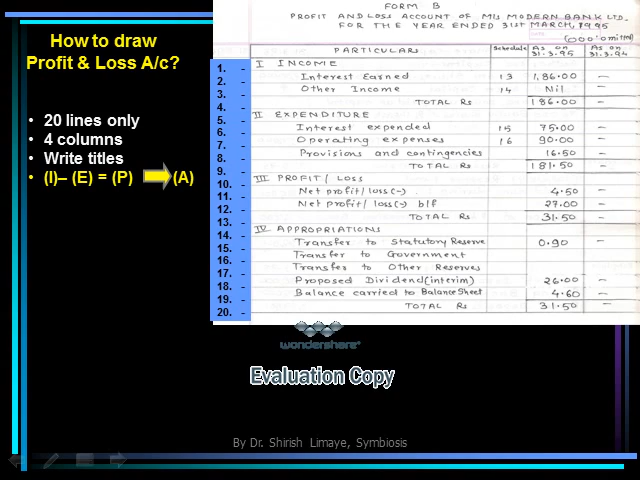 How to draw
Profit & Loss A/c?
• 20 lines only
• 4 columns
• Write titles
• (I)– (E) = (P) (A)
FORM B
PROFIT AND LOSS ACCOUNT OF M/s MODERN BANK LTD.
FOR THE YEAR ENDED 31ST MARCH, 1995
(000' omitted)
PARTICULARS Schedule As on 31.3.95 As on 31.3.94
1. - I INCOME
2. - Interest Earned 13 1,86.00 —
3. - Other Income 14 Nil —
4. - TOTAL Rs 186.00 —
5. - II EXPENDITURE
6. - Interest expended 15 75.00 —
7. - Operating expenses 16 90.00 —
8. - Provisions and contingencies 16.50 —
9. - TOTAL Rs 181.50 —
10. - III PROFIT / LOSS
11. - Net profit/loss(-) 4.50 —
12. - Net profit/loss(-) b/f 27.00 —
13. - TOTAL Rs 31.50 —
14. - IV APPROPRIATIONS
15. - Transfer to Statutory Reserve 0.90 —
16. - Transfer to Government
17. - Transfer to Other Reserves
18. - Proposed Dividend (interim) 26.00 —
19. - Balance carried to Balance Sheet 4.60 —
20. - TOTAL Rs 31.50 —
wondershare
Evaluation Copy
By Dr. Shirish Limaye, Symbiosis